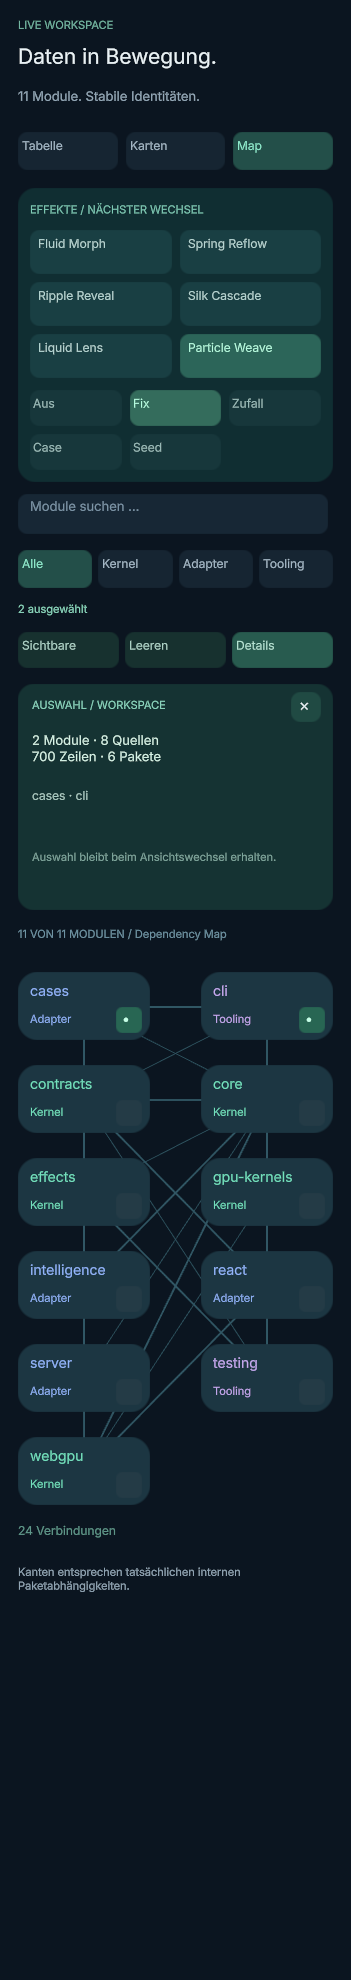 LIVE WORKSPACE
Daten in Bewegung.
11 Module. Stabile Identitäten.
Tabelle
Karten
Map
EFFEKTE / NÄCHSTER WECHSEL
Fluid Morph
Spring Reflow
Ripple Reveal
Silk Cascade
Liquid Lens
Particle Weave
Aus
Fix
Zufall
Case
Seed
Module suchen ...
Alle
Kernel
Adapter
Tooling
2 ausgewählt
Sichtbare
Leeren
Details
AUSWAHL / WORKSPACE
×
2 Module · 8 Quellen
700 Zeilen · 6 Pakete
cases · cli
Auswahl bleibt beim Ansichtswechsel erhalten.
11 VON 11 MODULEN / Dependency Map
cases
Adapter
cli
Tooling
contracts
Kernel
core
Kernel
effects
Kernel
gpu-kernels
Kernel
intelligence
Adapter
react
Adapter
server
Adapter
testing
Tooling
webgpu
Kernel
24 Verbindungen
Kanten entsprechen tatsächlichen internen
Paketabhängigkeiten.